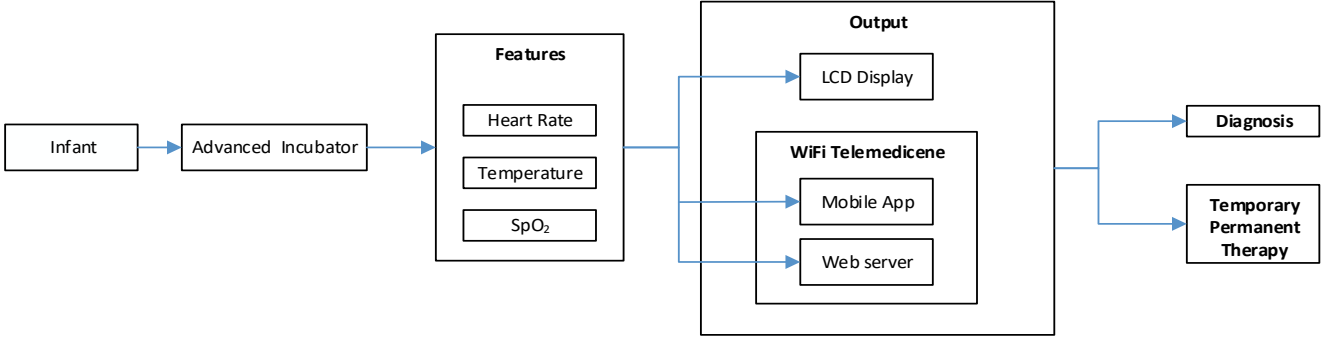 Infant
Advanced Incubator
Features
Heart Rate
Temperature
SpO₂
Output
LCD Display
WiFi Telemedicene
Mobile App
Web server
Diagnosis
Temporary
Permanent
Therapy